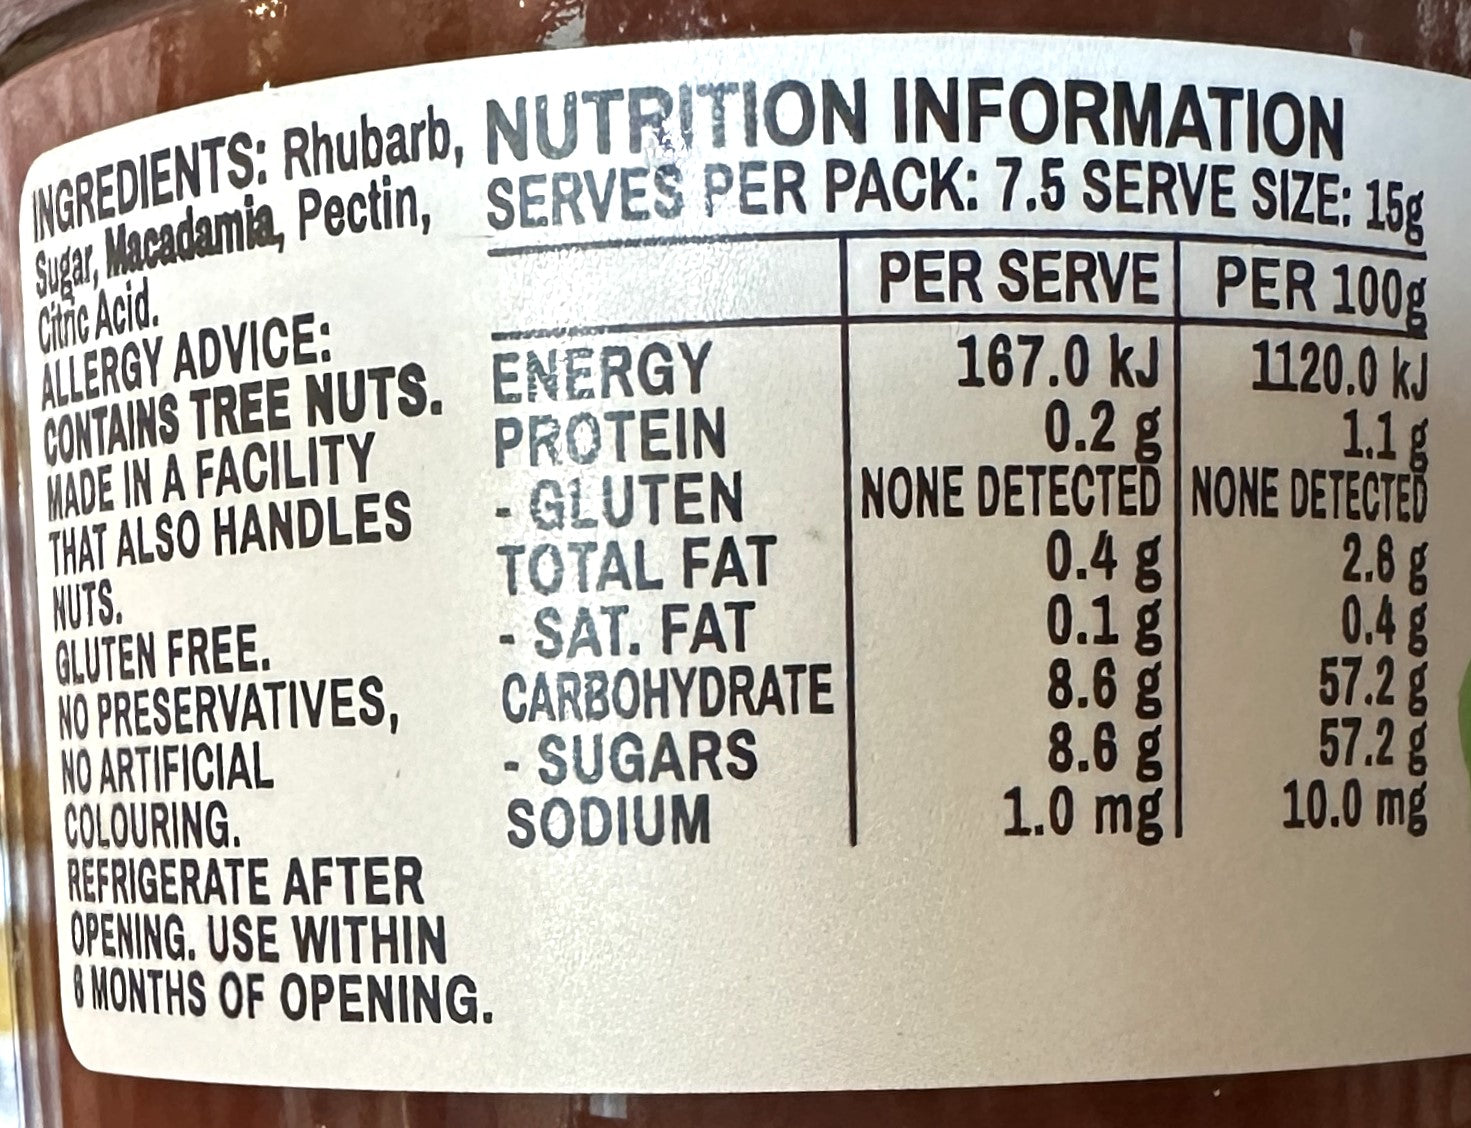 INGREDIENTS: Rhubarb,
Sugar, Macadamia, Pectin,
Citric Acid.
ALLERGY ADVICE:
CONTAINS TREE NUTS.
MADE IN A FACILITY
THAT ALSO HANDLES
NUTS.
GLUTEN FREE.
NO PRESERVATIVES,
NO ARTIFICIAL
COLOURING.
REFRIGERATE AFTER
OPENING. USE WITHIN
MONTHS OF OPENING.
NUTRITION INFORMATION
SERVES PER PACK: 7.5 SERVE SIZE: 15g
PER SERVE PER 100g
ENERGY 167.0 kJ 1120.0 kJ
PROTEIN 0.2 g 1.1 g
- GLUTEN NONE DETECTED NONE DETECTED
TOTAL FAT 0.4 g g
- SAT. FAT 0.1 g 0.4 g
CARBOHYDRATE 8.6 g 57.2 g
- SUGARS 8.6 g 57.2 g
SODIUM 1.0 mg 10.0 mg